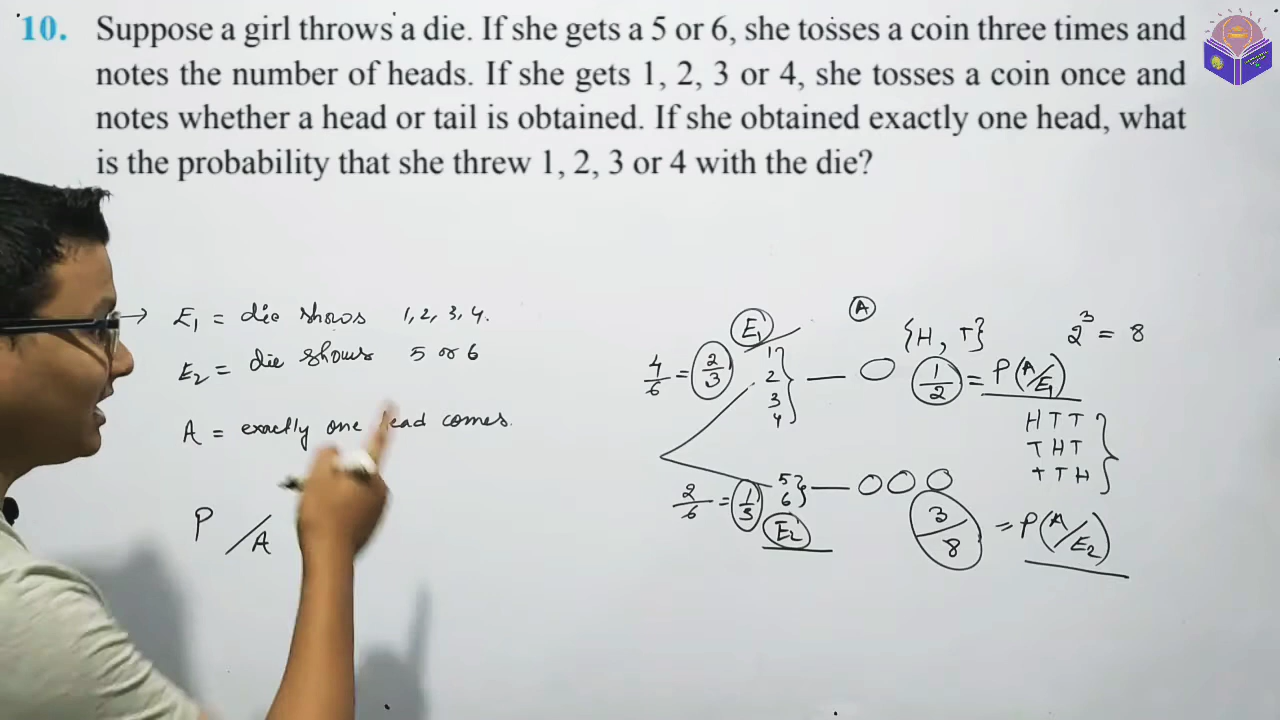 10. Suppose a girl throws a die. If she gets a 5 or 6, she tosses a coin three times and
notes the number of heads. If she gets 1, 2, 3 or 4, she tosses a coin once and
notes whether a head or tail is obtained. If she obtained exactly one head, what
is the probability that she threw 1, 2, 3 or 4 with the die?
→ E₁ = die shows 1, 2, 3, 4.
E₂ = die shows 5 or 6
A = exactly one head comes.
P /A
E₁ A
{H, T} 2³ = 8
4/6 = 2/3
1
2
3
4
1/2 = P(A/E₁)
H T T
T H T
T T H
2/6 = 1/3
5
6
E₂
3/8 = P(A/E₂)